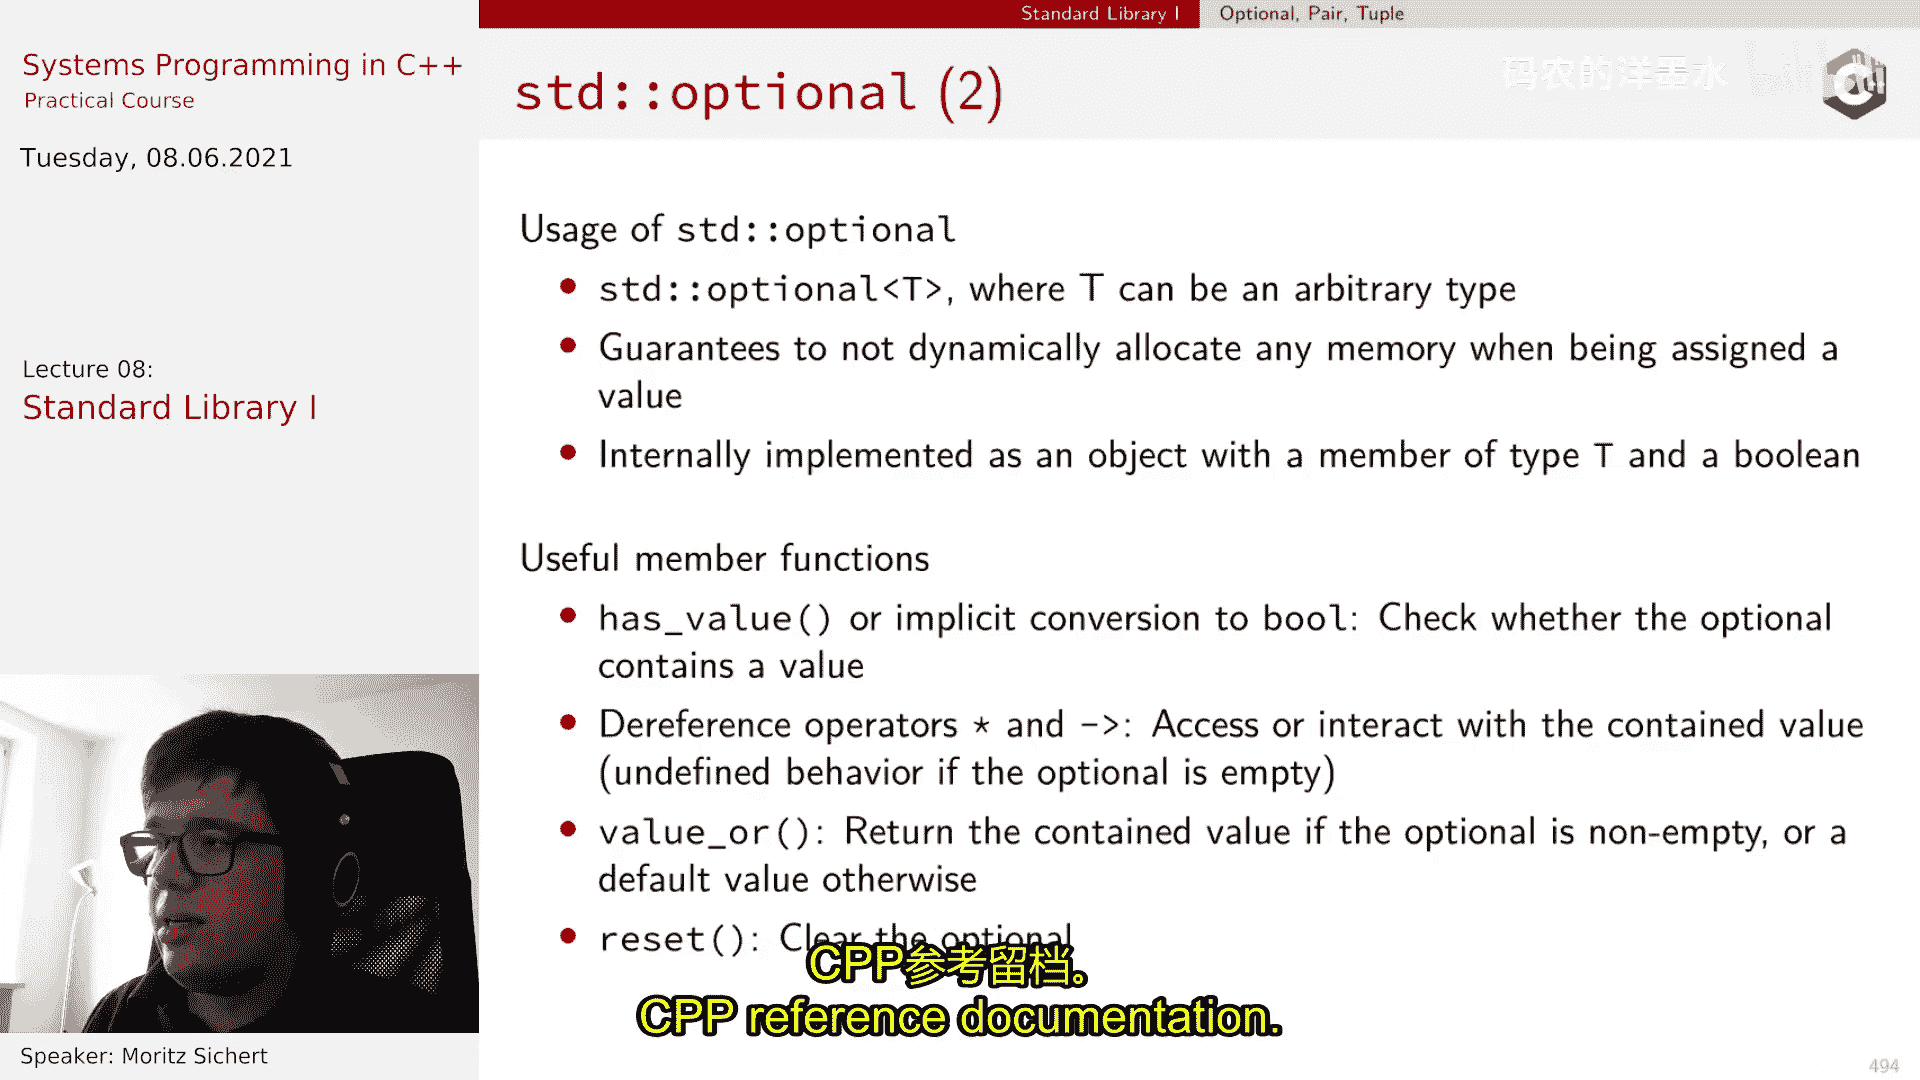 Standard Library I
Optional, Pair, Tuple
Systems Programming in C++
Practical Course
Tuesday, 08.06.2021
Lecture 08:
Standard Library I
Speaker: Moritz Sichert
std::optional (2)
码农的洋墨水
Usage of std::optional
std::optional<T>, where T can be an arbitrary type
Guarantees to not dynamically allocate any memory when being assigned a
value
Internally implemented as an object with a member of type T and a boolean
Useful member functions
has_value() or implicit conversion to bool: Check whether the optional
contains a value
Dereference operators * and ->: Access or interact with the contained value
(undefined behavior if the optional is empty)
value_or(): Return the contained value if the optional is non-empty, or a
default value otherwise
reset(): Clear the optional
CPP参考留档。
CPP reference documentation.
494